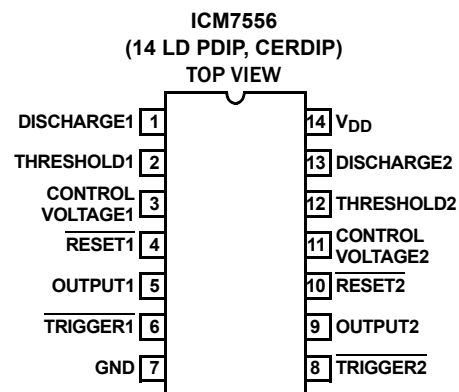 ICM7556
(14 LD PDIP, CERDIP)
TOP VIEW
DISCHARGE1 1
THRESHOLD1 2
CONTROL
VOLTAGE1 3
RESET1 4
OUTPUT1 5
TRIGGER1 6
GND 7
14 VDD
13 DISCHARGE2
12 THRESHOLD2
11 CONTROL
VOLTAGE2
10 RESET2
9 OUTPUT2
8 TRIGGER2